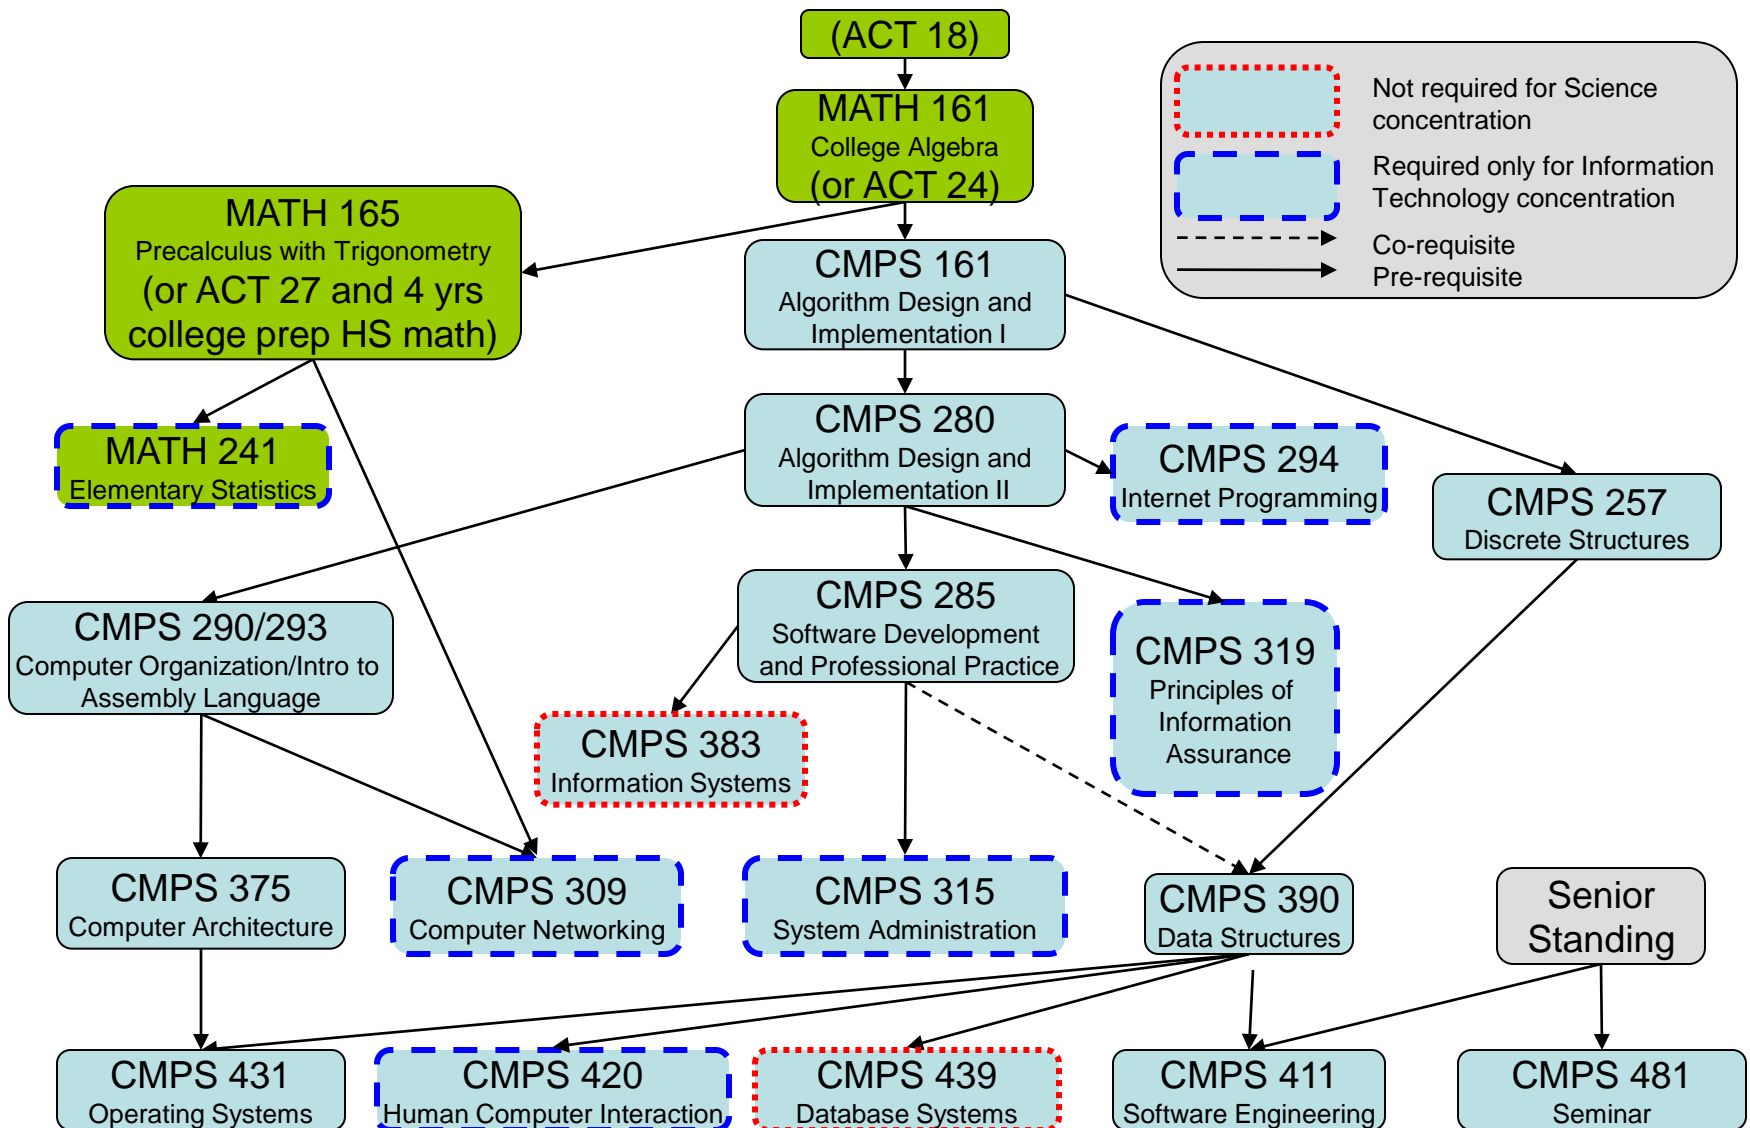 (ACT 18)
MATH 161
College Algebra
(or ACT 24)
Not required for Science
concentration
Required only for Information
Technology concentration
Co-requisite
Pre-requisite
MATH 165
Precalculus with Trigonometry
(or ACT 27 and 4 yrs
college prep HS math)
CMPS 161
Algorithm Design and
Implementation I
MATH 241
Elementary Statistics
CMPS 280
Algorithm Design and
Implementation II
CMPS 294
Internet Programming
CMPS 257
Discrete Structures
CMPS 290/293
Computer Organization/Intro to
Assembly Language
CMPS 285
Software Development
and Professional Practice
CMPS 319
Principles of
Information
Assurance
CMPS 383
Information Systems
CMPS 375
Computer Architecture
CMPS 309
Computer Networking
CMPS 315
System Administration
CMPS 390
Data Structures
Senior
Standing
CMPS 431
Operating Systems
CMPS 420
Human Computer Interaction
CMPS 439
Database Systems
CMPS 411
Software Engineering
CMPS 481
Seminar